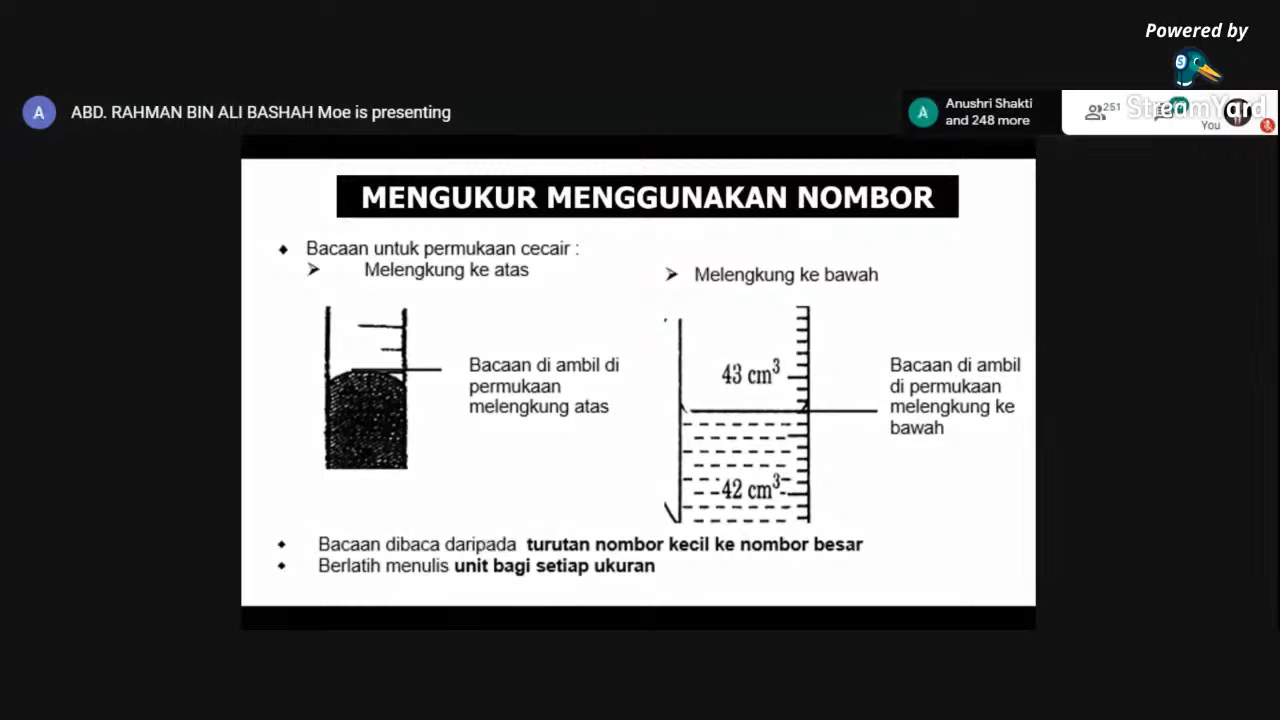 Powered by
StreamYard
ABD. RAHMAN BIN ALI BASHAH Moe is presenting
A
A
Anushri Shakti
and 248 more
251
You
MENGUKUR MENGGUNAKAN NOMBOR
Bacaan untuk permukaan cecair :
Melengkung ke atas
Bacaan di ambil di
permukaan
melengkung atas
Melengkung ke bawah
43 cm³
42 cm³
Bacaan di ambil
di permukaan
melengkung ke
bawah
Bacaan dibaca daripada turutan nombor kecil ke nombor besar
Berlatih menulis unit bagi setiap ukuran